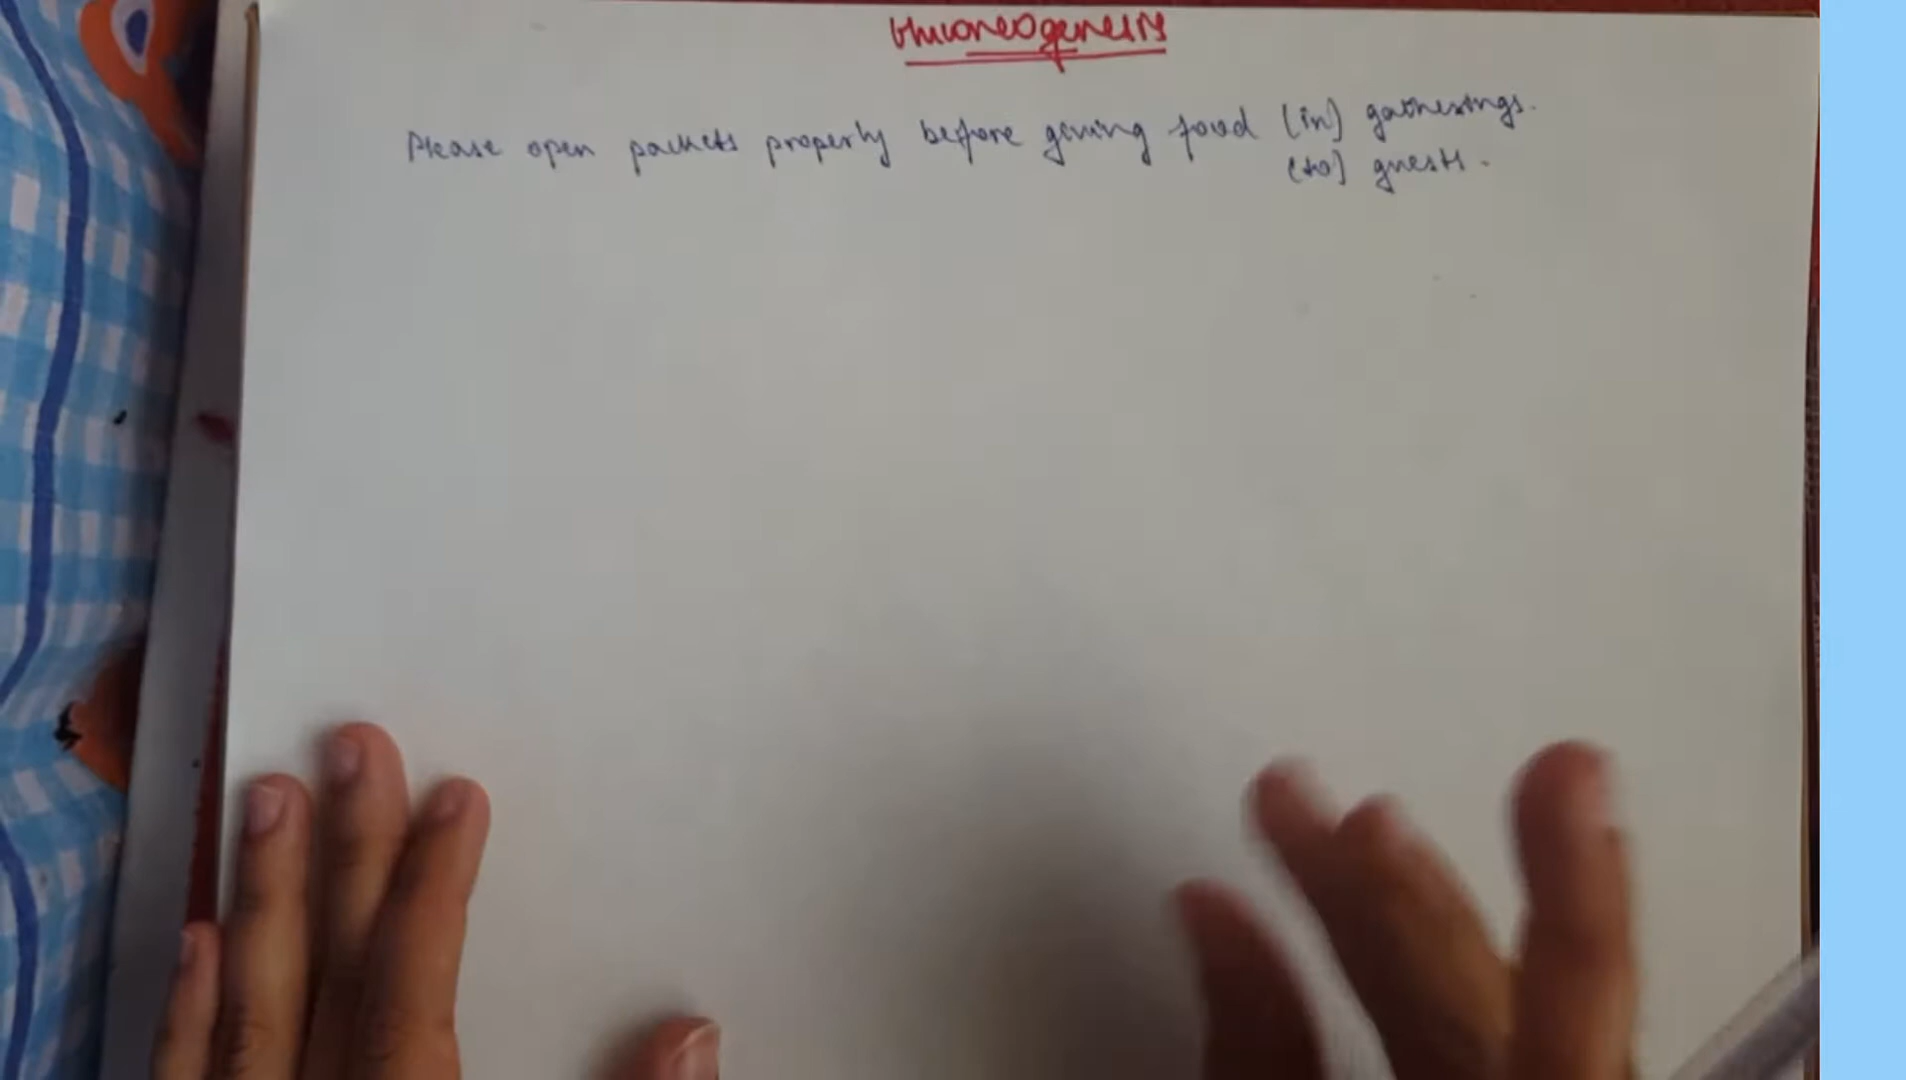 Gluconeogenesis
Please open packets properly before giving food (in) gatherings.
(to) guests.